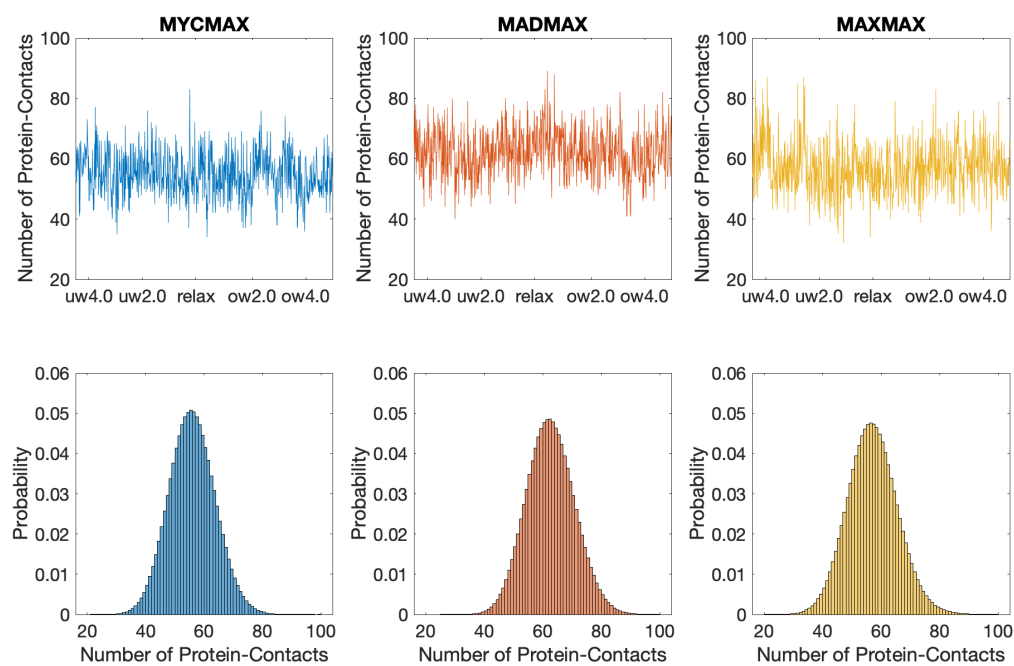 MYCMAX MADMAX MAXMAX
Number of Protein-Contacts
100
80
60
40
20
uw4.0 uw2.0 relax ow2.0 ow4.0
Number of Protein-Contacts
100
80
60
40
20
uw4.0 uw2.0 relax ow2.0 ow4.0
Number of Protein-Contacts
100
80
60
40
20
uw4.0 uw2.0 relax ow2.0 ow4.0
Probability
0.06
0.05
0.04
0.03
0.02
0.01
0
20 40 60 80 100
Number of Protein-Contacts
Probability
0.06
0.05
0.04
0.03
0.02
0.01
0
20 40 60 80 100
Number of Protein-Contacts
Probability
0.06
0.05
0.04
0.03
0.02
0.01
0
20 40 60 80 100
Number of Protein-Contacts